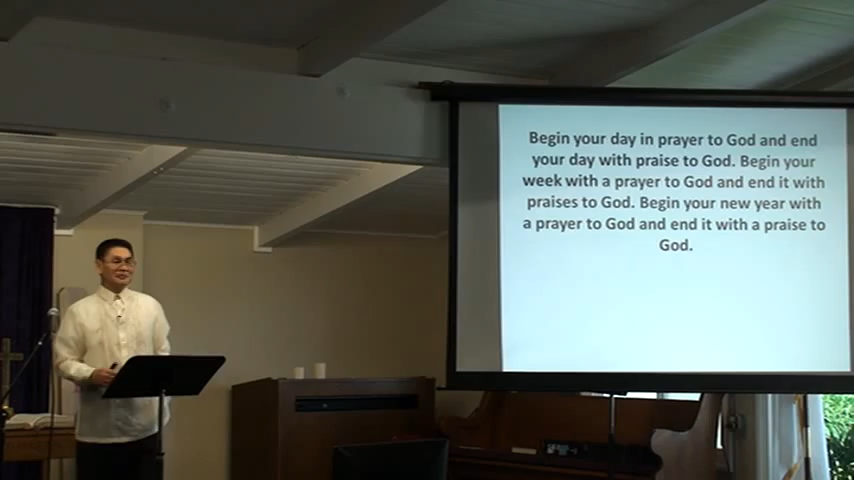 Begin your day in prayer to God and end
your day with praise to God. Begin your
week with a prayer to God and end it with
praises to God. Begin your new year with
a prayer to God and end it with a praise to
God.